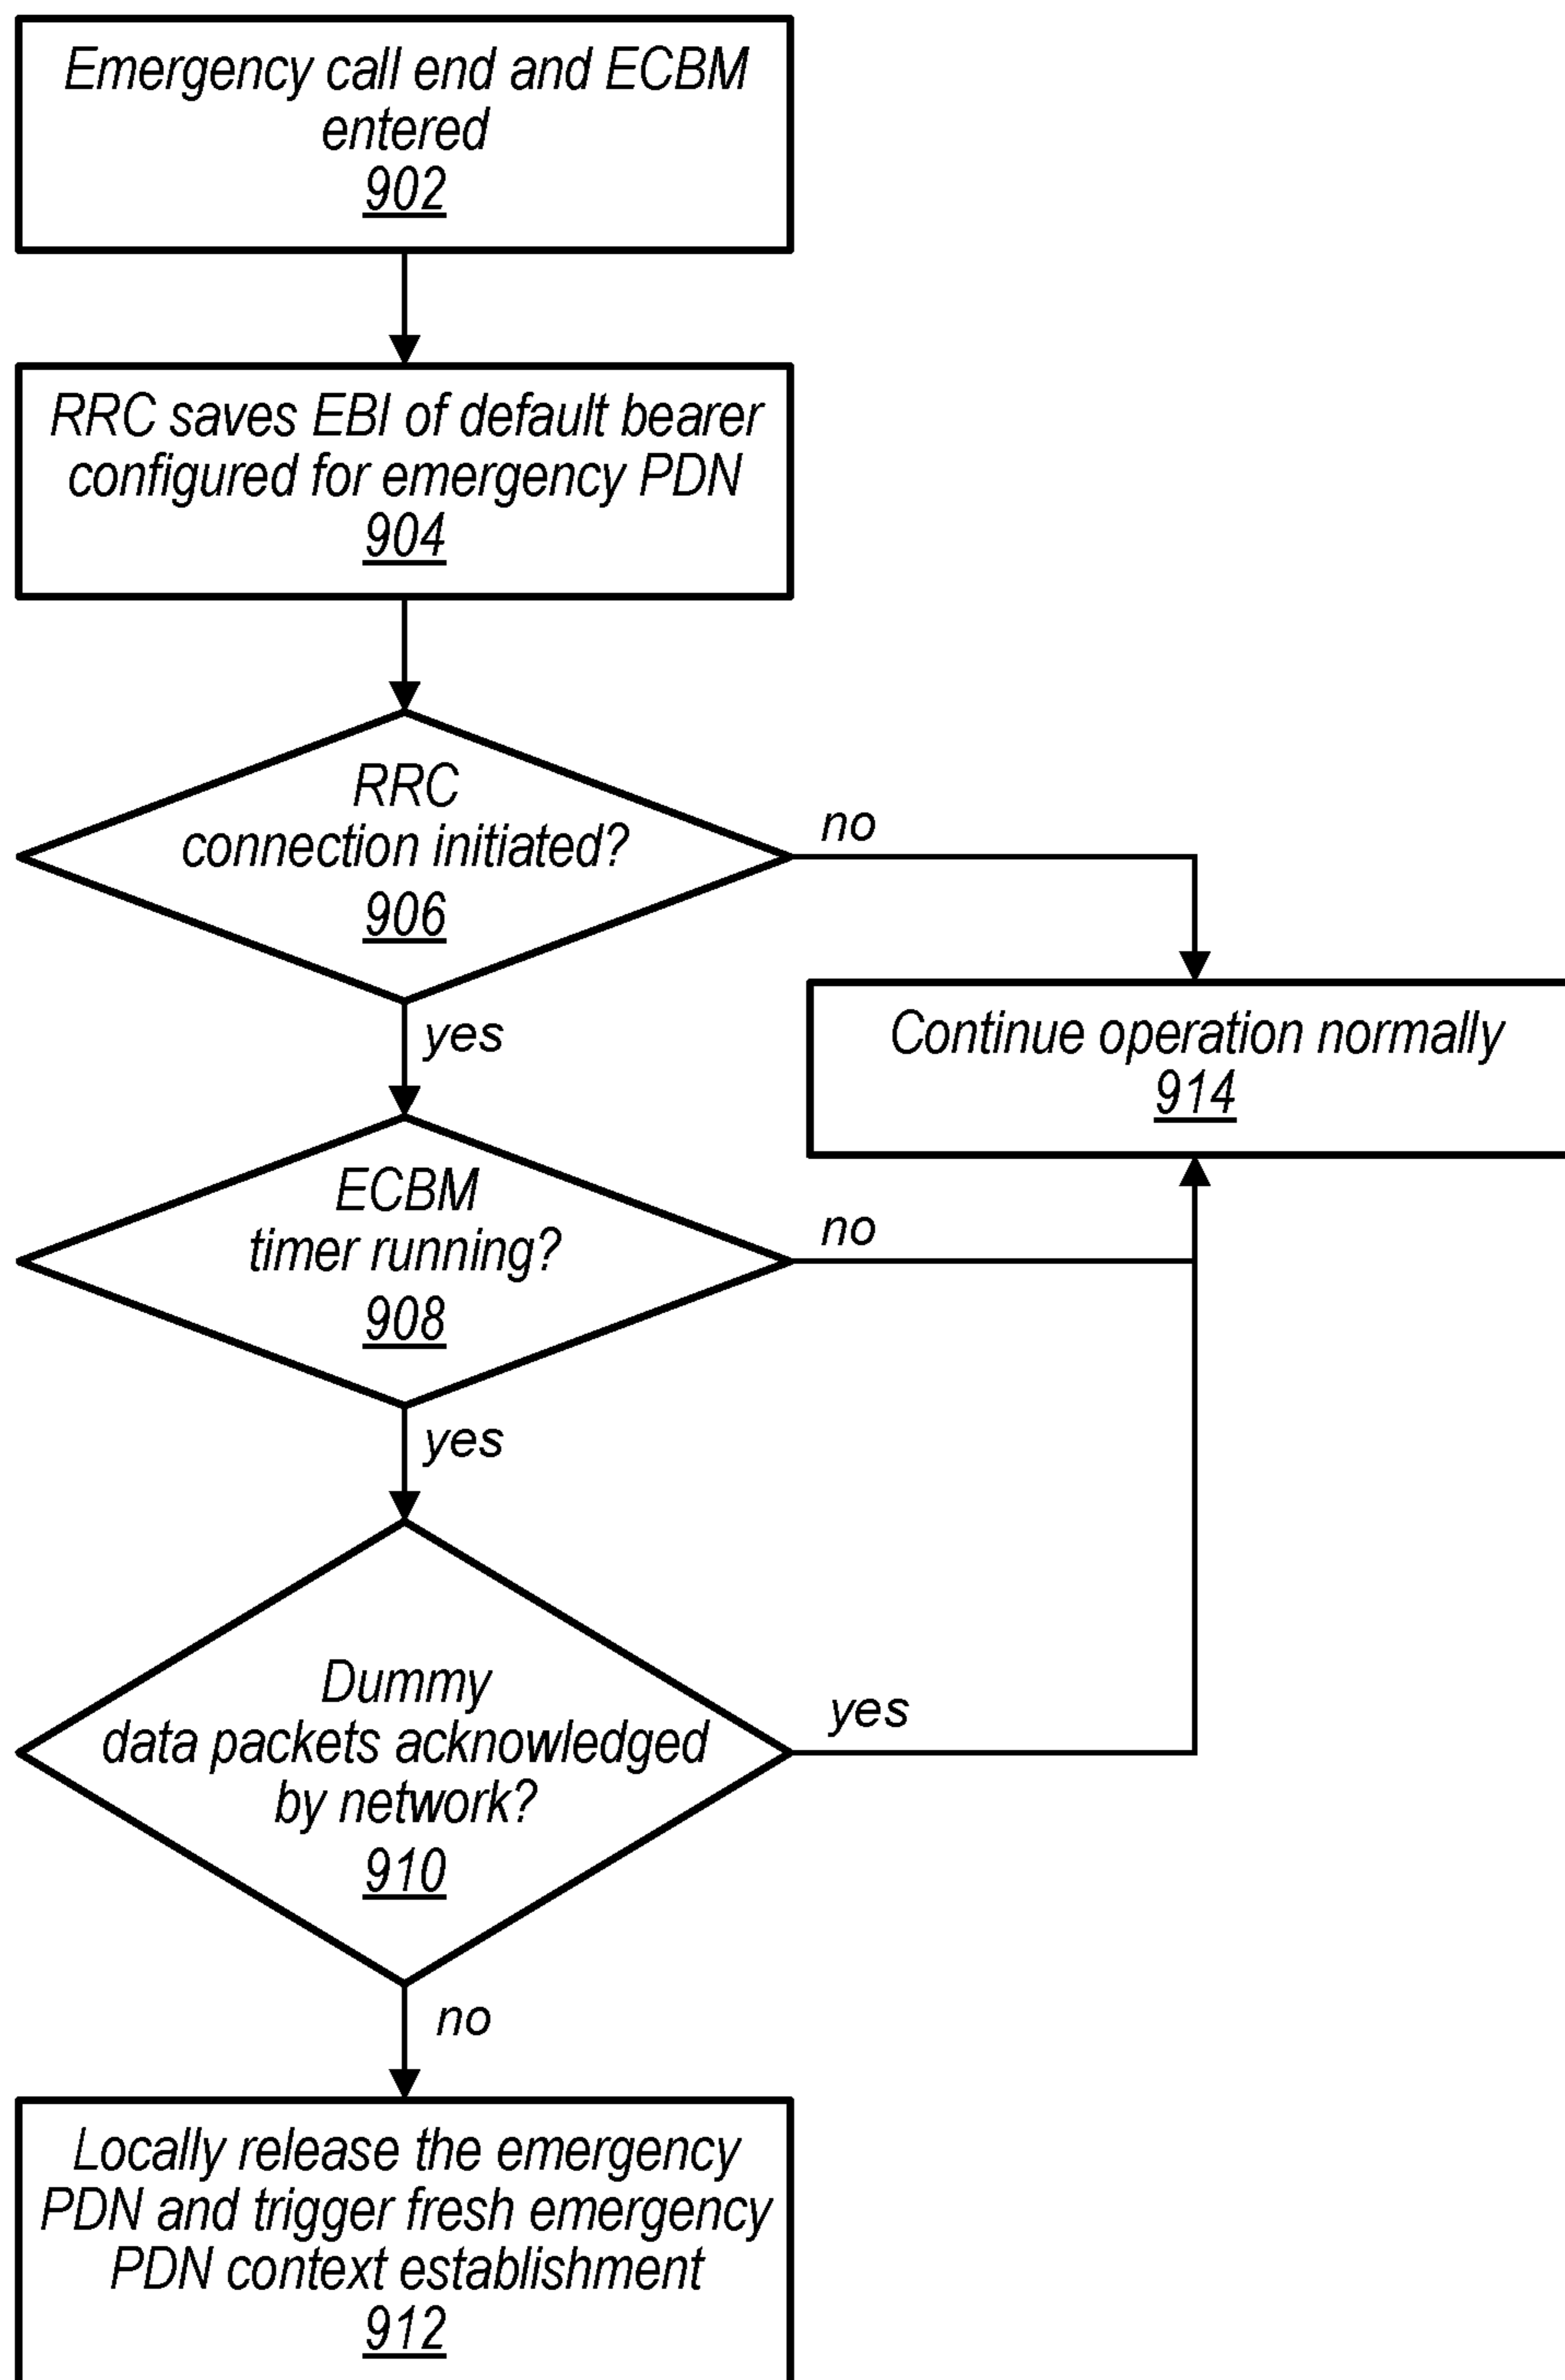 Emergency call end and ECBM
entered
902
RRC saves EBI of default bearer
configured for emergency PDN
904
RRC
connection initiated?
906
no
yes
Continue operation normally
914
ECBM
timer running?
908
no
yes
Dummy
data packets acknowledged
by network?
910
yes
no
Locally release the emergency
PDN and trigger fresh emergency
PDN context establishment
912